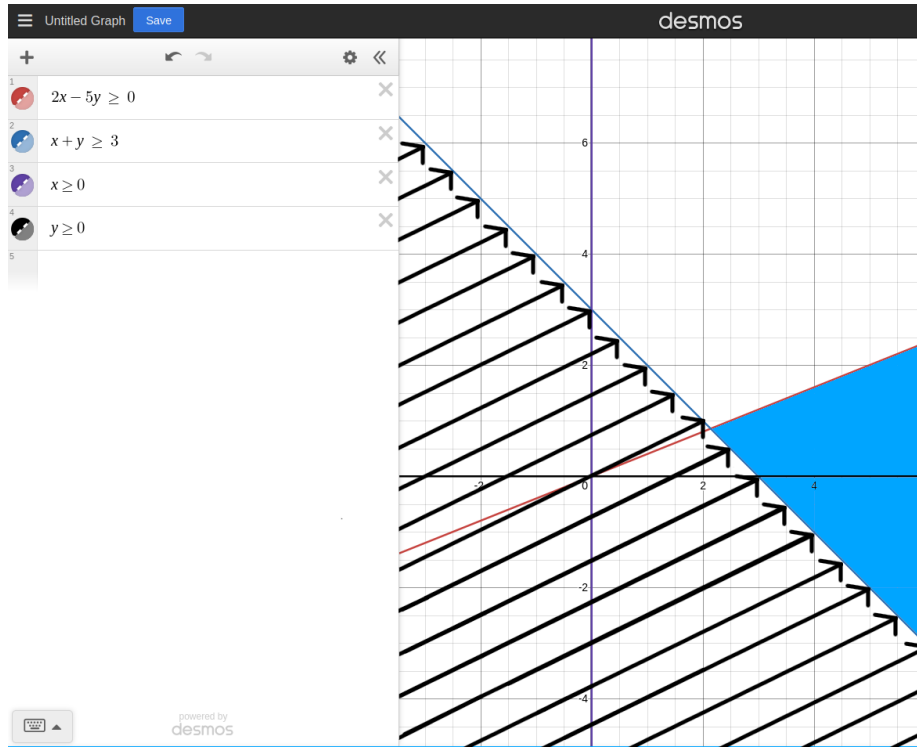 Untitled Graph Save desmos
1
2x − 5y ≥ 0
2
x + y ≥ 3
3
x ≥ 0
4
y ≥ 0
5
6
4
2
-2 0 2 4
-2
-4
powered by
desmos